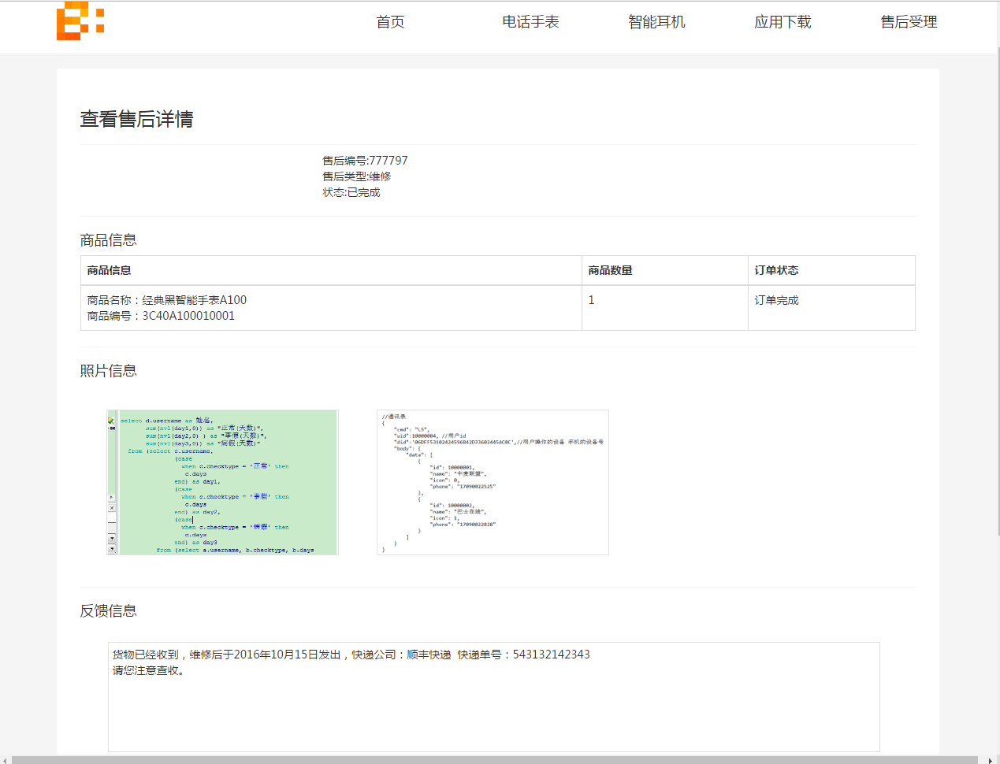 首页 电话手表 智能耳机 应用下载 售后受理
查看售后详情
售后编号:777797
售后类型:维修
状态:已完成
商品信息
商品信息 商品数量 订单状态
商品名称：经典黑智能手表A100 1 订单完成
商品编号：3C40A100010001
照片信息
select d.username as 姓名,
sum(nvl(day1,0)) as "正常(天数)",
sum(nvl(day2,0) ) as "事假(天数)",
sum(nvl(day3,0)) as "病假(天数)"
from (select c.username,
(case
when c.checktype = '正常' then
c.days
end) as day1,
(case
when c.checktype = '事假' then
c.days
end) as day2,
(case
when c.checktype = '病假' then
c.days
end) as day3
from (select a.username, b.checktype, b.days
//通讯录
{
"cmd": "L5",
"uid":10000004, //用户id
"did":'06DFF53102424596842D33602445AC0C',//用户操作的设备 手机的设备号
"body": {
"data": [
{
"id": 10000001,
"name": "中麦联盟",
"icon": 0,
"phone": "17090022525"
},
{
"id": 10000002,
"name": "巴士在线",
"icon": 1,
"phone": "17090022828"
}
]
}
}
反馈信息
货物已经收到，维修后于2016年10月15日发出，快递公司：顺丰快递 快递单号：543132142343
请您注意查收。